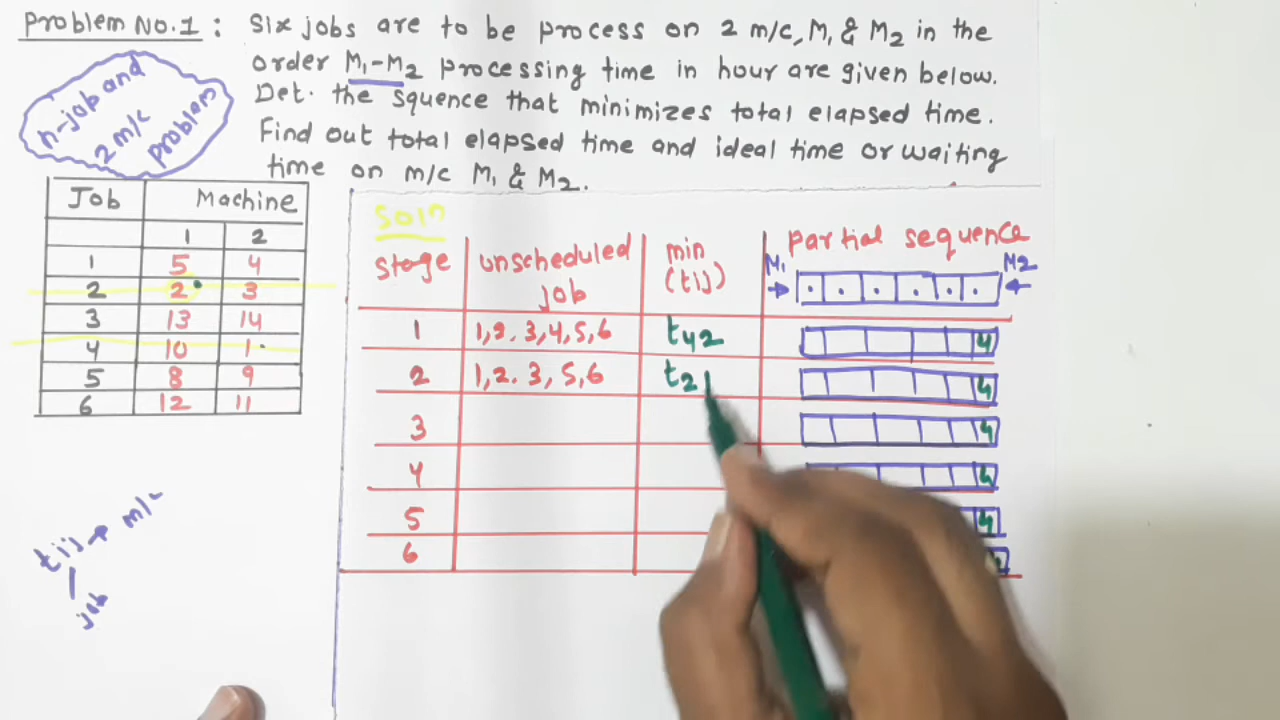 Problem No.1 : Six jobs are to be process on 2 m/c, M1 & M2 in the
order M1-M2 processing time in hour are given below.
Det. the squence that minimizes total elapsed time.
Find out total elapsed time and ideal time or waiting
time on m/c M1 & M2.
n-job and
2 m/c
problem
Job Machine
1 2
1 5 4
2 2 3
3 13 14
4 10 1
5 8 9
6 12 11
tij → m/c
job
Soln
stage unscheduled job min (tij) partial sequence
M1 M2
1 1,2. 3,4,5,6 t42 4
2 1,2. 3, 5,6 t21 4
3 4
4 4
5 4
6